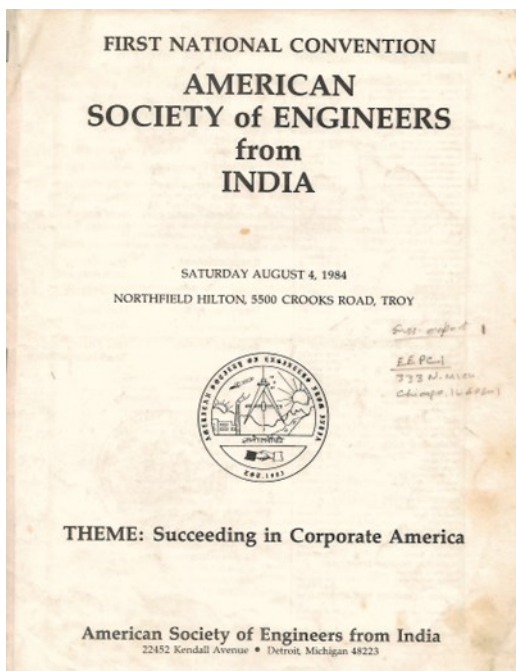 FIRST NATIONAL CONVENTION
AMERICAN
SOCIETY of ENGINEERS
from
INDIA
SATURDAY AUGUST 4, 1984
NORTHFIELD HILTON, 5500 CROOKS ROAD, TROY
333 N.
AMERICAN SOCIETY OF ENGINEERS FROM INDIA
EST. 1983
THEME: Succeeding in Corporate America
American Society of Engineers from India
22452 Kendall Avenue • Detroit, Michigan 48223